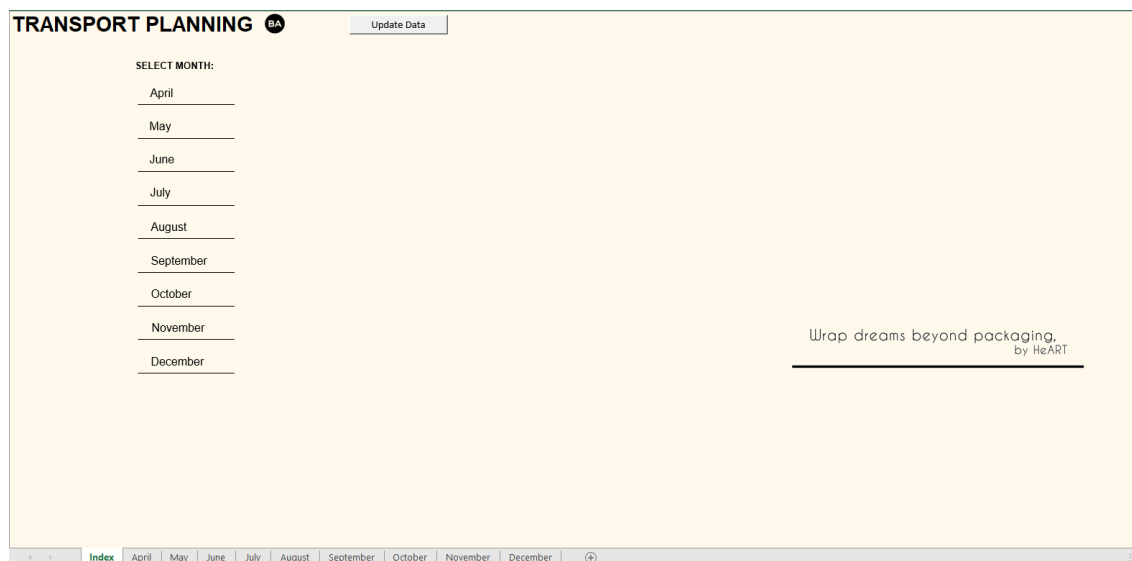 TRANSPORT PLANNING BA
Update Data
SELECT MONTH:
April
May
June
July
August
September
October
November
December
Wrap dreams beyond packaging,
by HeART
Index April May June July August September October November December